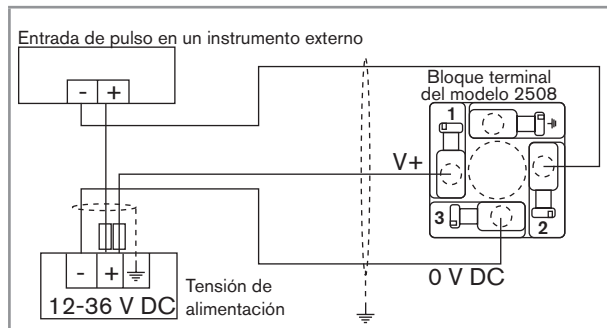 Entrada de pulso en un instrumento externo
- +
Bloque terminal
del modelo 2508
1
V+
2
3
0 V DC
- +
12-36 V DC
Tensión de
alimentación